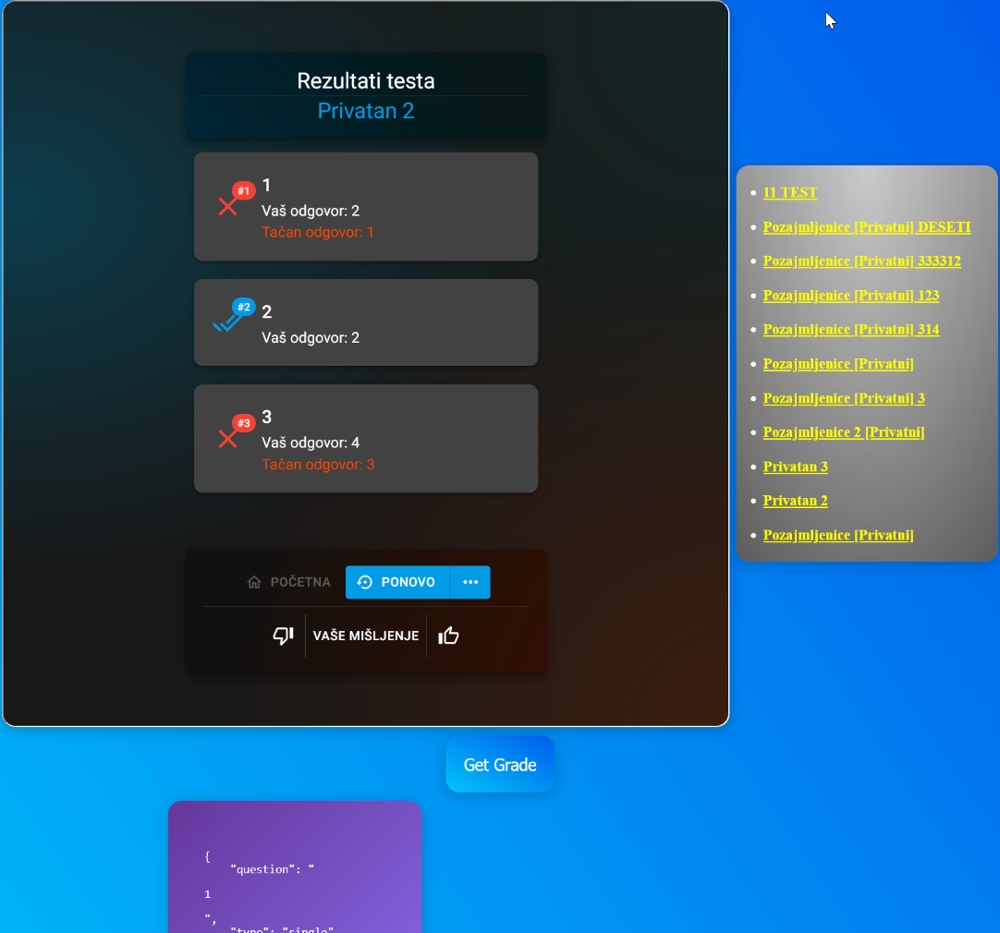 Rezultati testa
Privatan 2
#1
1
Vaš odgovor: 2
Tačan odgovor: 1
#2
2
Vaš odgovor: 2
#3
3
Vaš odgovor: 4
Tačan odgovor: 3
POČETNA
PONOVO
VAŠE MIŠLJENJE
11 TEST
Pozajmljenice [Privatni] DESETI
Pozajmljenice [Privatni] 333312
Pozajmljenice [Privatni] 123
Pozajmljenice [Privatni] 314
Pozajmljenice [Privatni]
Pozajmljenice [Privatni] 3
Pozajmljenice 2 [Privatni]
Privatan 3
Privatan 2
Pozajmljenice [Privatni]
Get Grade
{
"question": "
1
",
"type": "single"